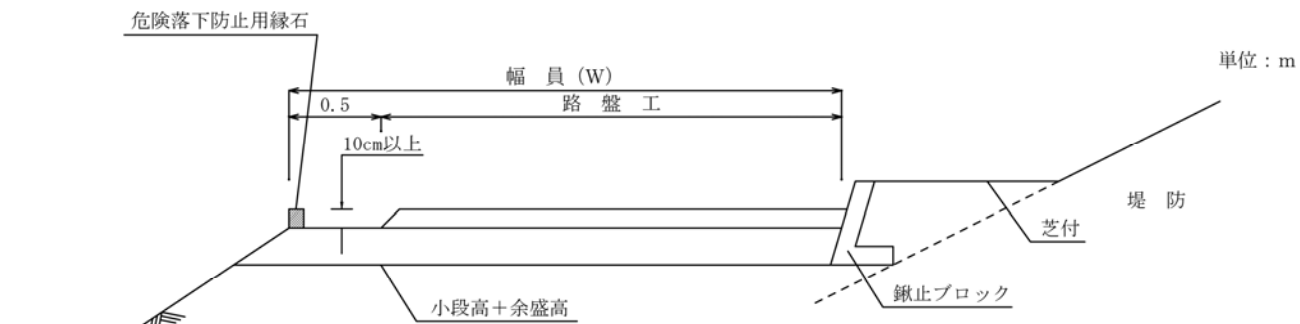 危険落下防止用縁石
単位：m
幅　員（W）
0.5
路　盤　工
10cm以上
堤　防
芝付
鍬止ブロック
小段高＋余盛高